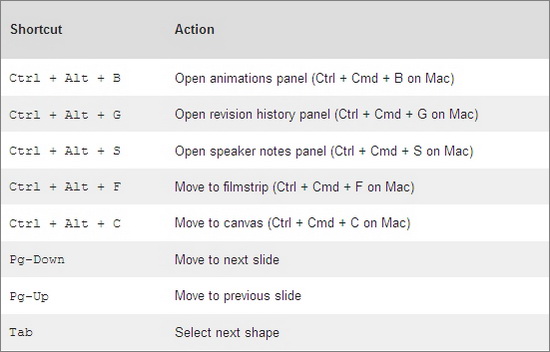 Shortcut Action
Ctrl + Alt + B Open animations panel (Ctrl + Cmd + B on Mac)
Ctrl + Alt + G Open revision history panel (Ctrl + Cmd + G on Mac)
Ctrl + Alt + S Open speaker notes panel (Ctrl + Cmd + S on Mac)
Ctrl + Alt + F Move to filmstrip (Ctrl + Cmd + F on Mac)
Ctrl + Alt + C Move to canvas (Ctrl + Cmd + C on Mac)
Pg-Down Move to next slide
Pg-Up Move to previous slide
Tab Select next shape